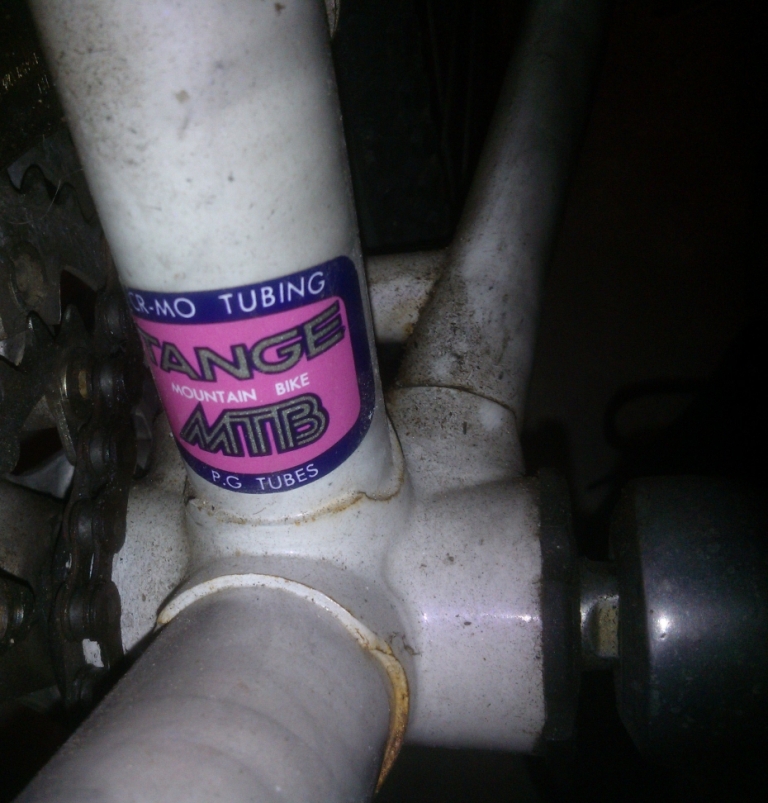 CR-MO TUBING
TANGE
MOUNTAIN BIKE
MTB
P.G TUBES